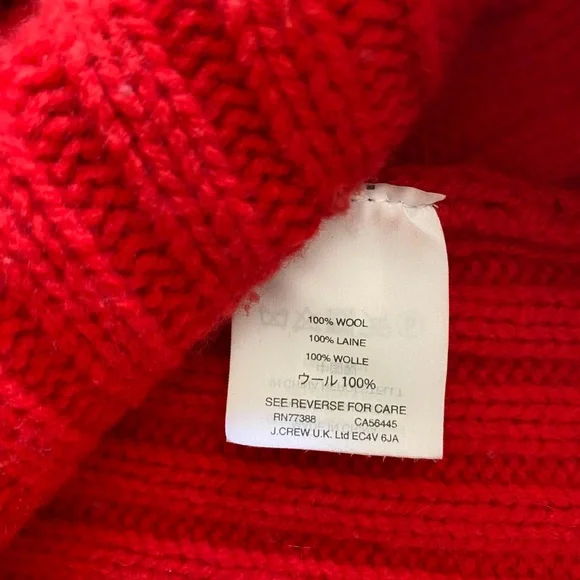 100% WOOL
100% LAINE
100% WOLLE
ウール 100%
SEE REVERSE FOR CARE
RN77388 CA56445
J.CREW U.K. Ltd EC4V 6JA